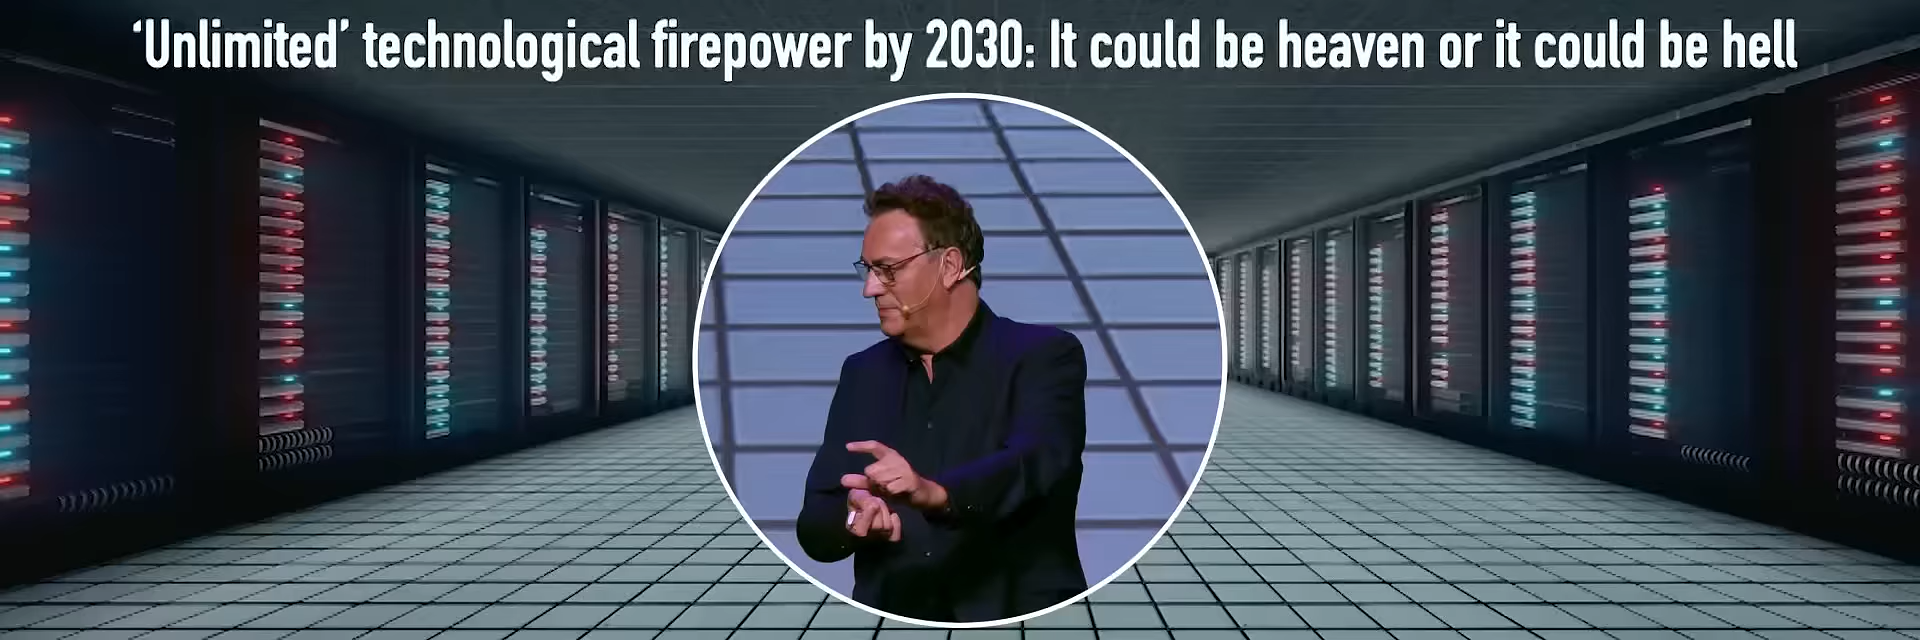 ‘Unlimited’ technological firepower by 2030: It could be heaven or it could be hell